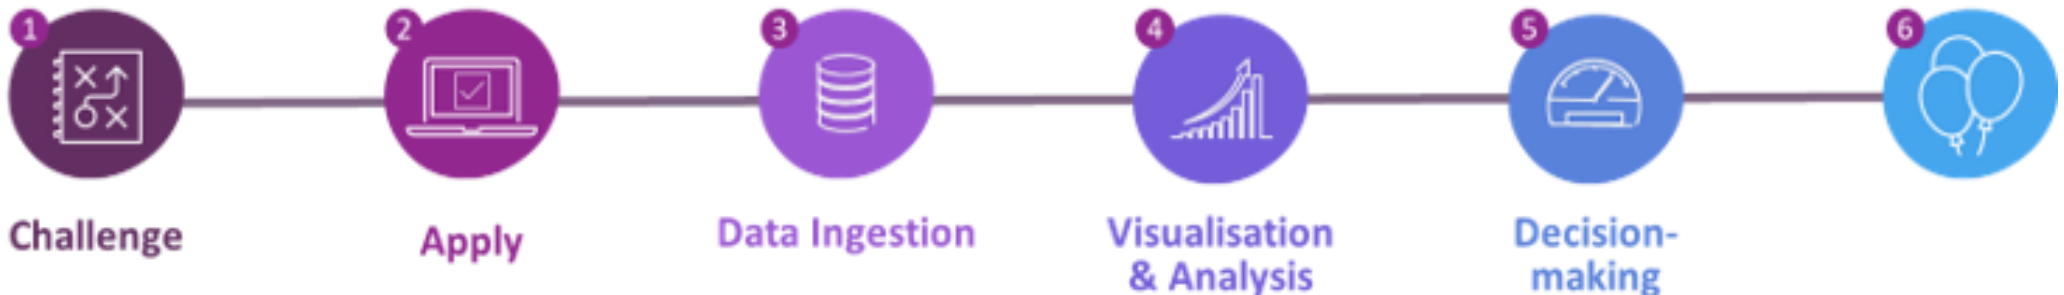 1
2
3
4
5
6
Challenge
Apply
Data Ingestion
Visualisation
& Analysis
Decision-
making